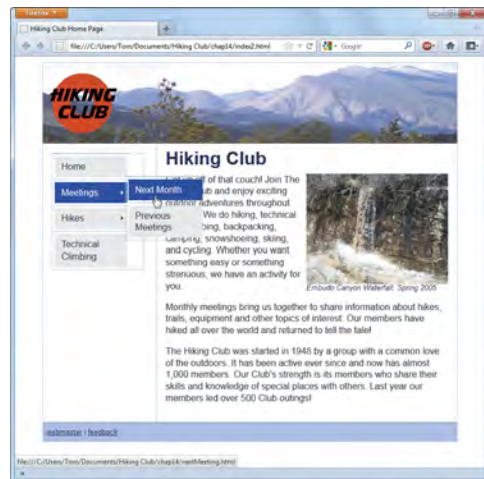 Firefox
Hiking Club Home Page
file:///C:/Users/Tom/Documents/Hiking Club/chap14/index2.html
Google
HIKING
CLUB
Hiking Club
Home
Meetings
Next Month
Previous
Meetings
Hikes
Technical
Climbing
off of that couch! Join The
and enjoy exciting
outdoor adventures throughout
We do hiking, technical
backpacking,
camping, snowshoeing, skiing,
and cycling. Whether you want
something easy or something
strenuous, we have an activity for
you.
Embudo Canyon Waterfall. Spring 2005
Monthly meetings bring us together to share information about hikes,
trails, equipment and other topics of interest. Our members have
hiked all over the world and returned to tell the tale!
The Hiking Club was started in 1948 by a group with a common love
of the outdoors. It has been active ever since and now has almost
1,000 members. Our Club's strength is its members who share their
skills and knowledge of special places with others. Last year our
members led over 500 Club outings!
webmaster | feedback
file:///C:/Users/Tom/Documents/Hiking Club/chap14/nextMeeting.html